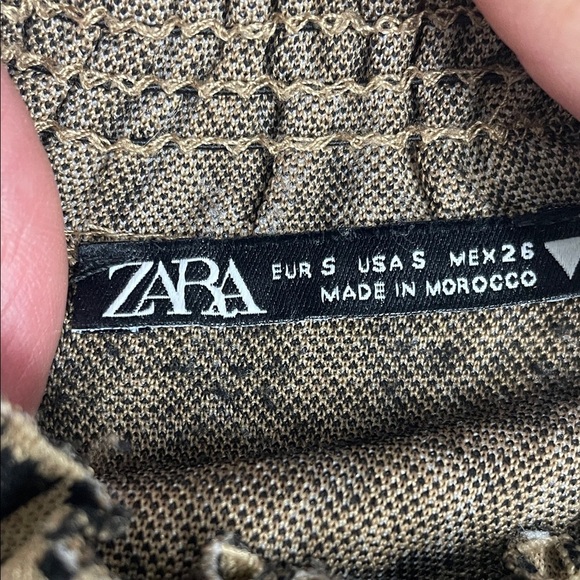 ZARA
EUR S USA S MEX 26
MADE IN MOROCCO